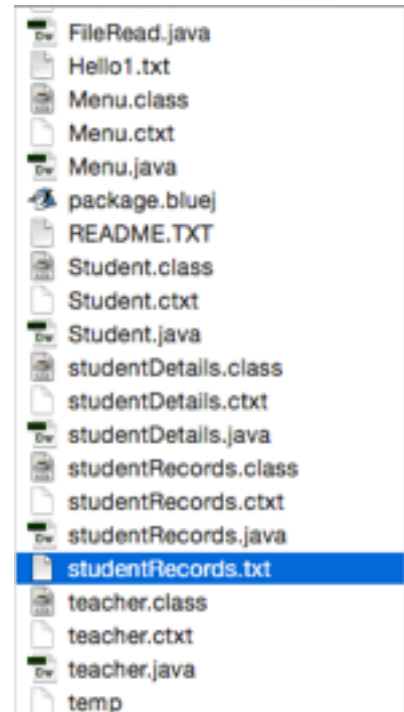 FileRead.java
Hello1.txt
Menu.class
Menu.ctxt
Menu.java
package.bluej
README.TXT
Student.class
Student.ctxt
Student.java
studentDetails.class
studentDetails.ctxt
studentDetails.java
studentRecords.class
studentRecords.ctxt
studentRecords.java
studentRecords.txt
teacher.class
teacher.ctxt
teacher.java
temp